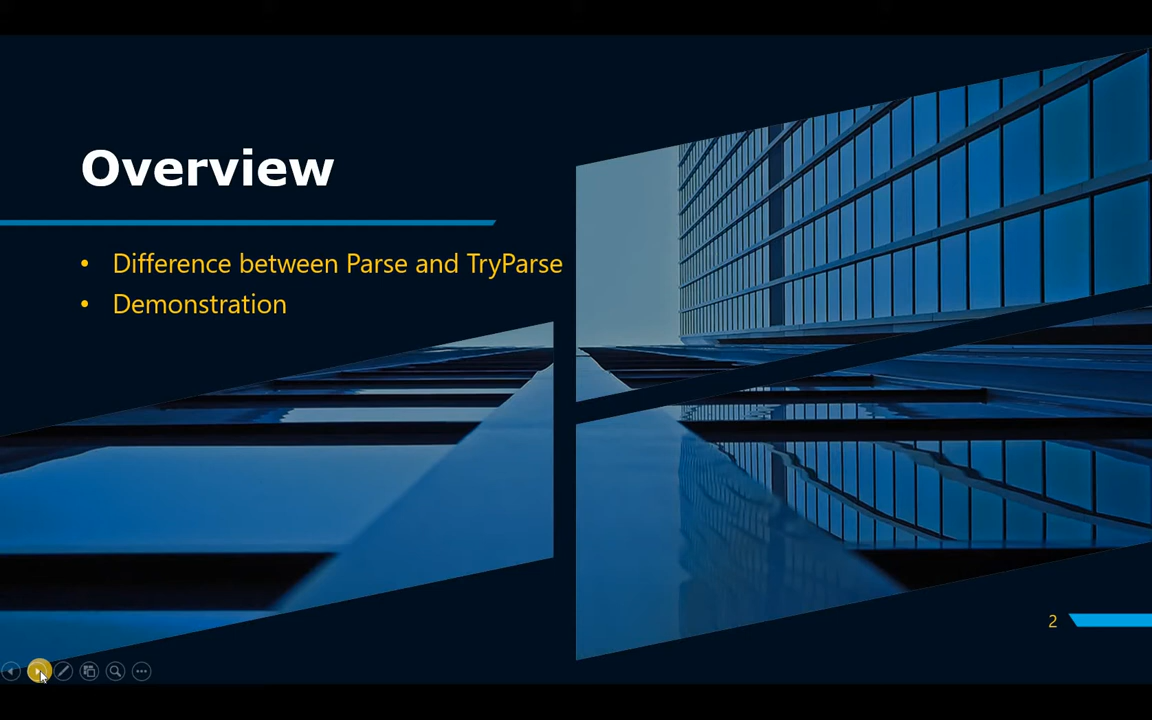 Overview
• Difference between Parse and TryParse
• Demonstration
2